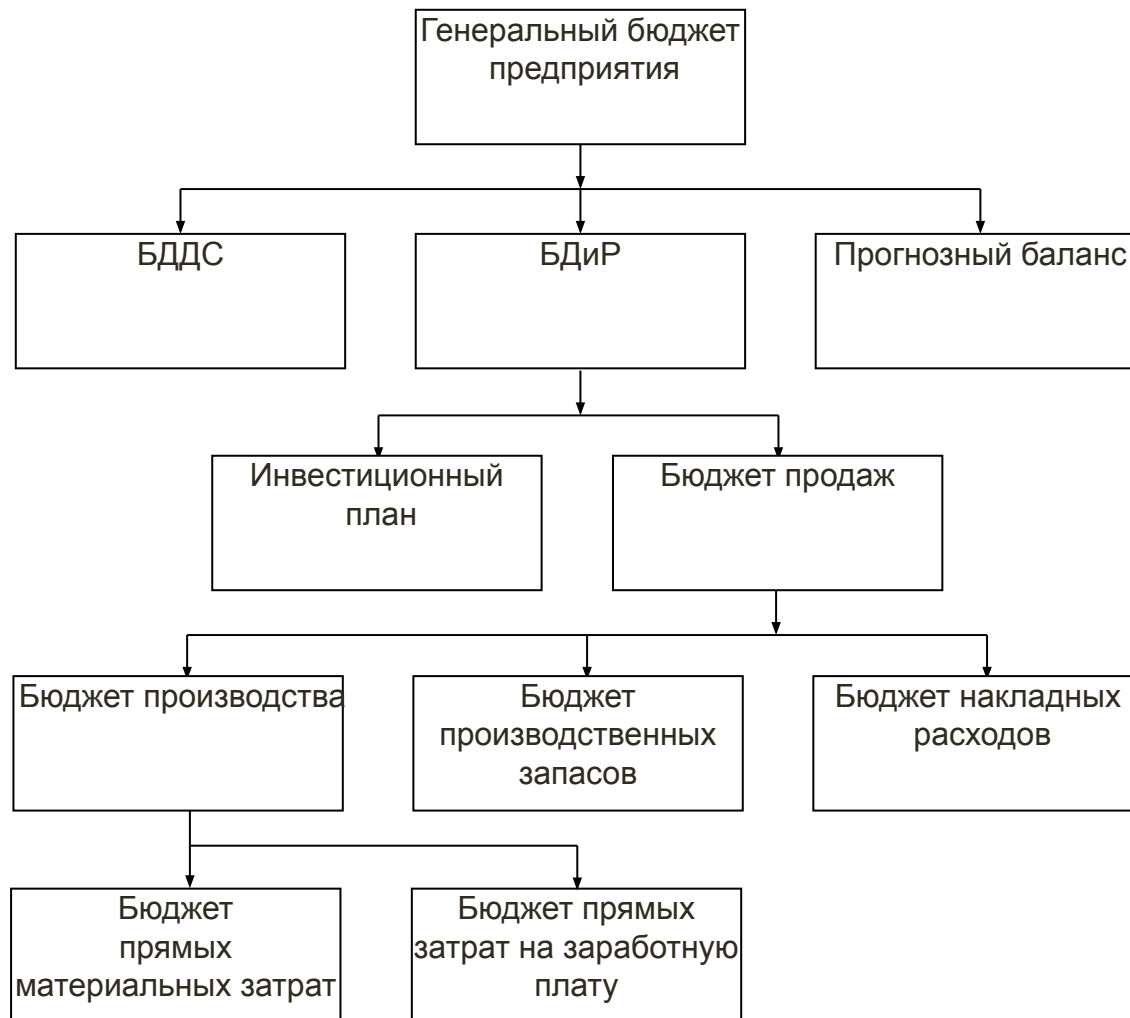 Генеральный бюджет
предприятия
БДДС
БДиР
Прогнозный баланс
Инвестиционный
план
Бюджет продаж
Бюджет производства
Бюджет
производственных
запасов
Бюджет накладных
расходов
Бюджет
прямых
материальных затрат
Бюджет прямых
затрат на заработную
плату